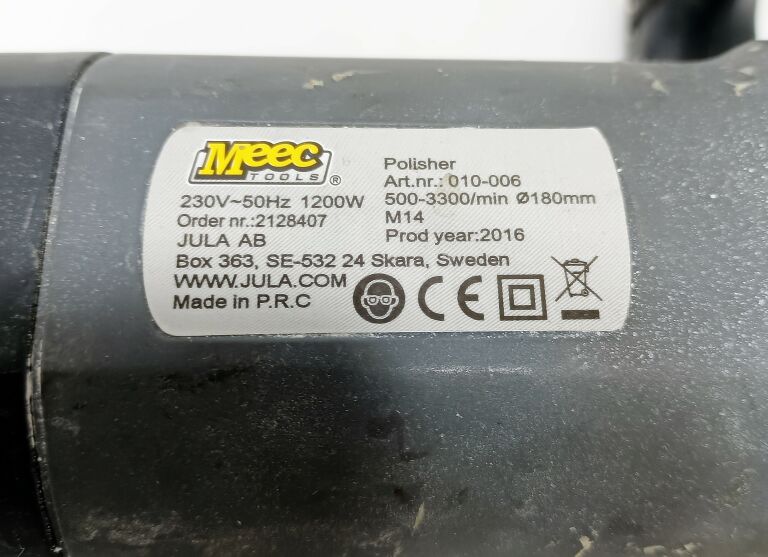 Meec
TOOLS ®
230V~50Hz 1200W
Order nr.:2128407
JULA AB
Polisher
Art.nr.: 010-006
500-3300/min Ø180mm
M14
Prod year:2016
Box 363, SE-532 24 Skara, Sweden
WWW.JULA.COM
Made in P.R.C
CE